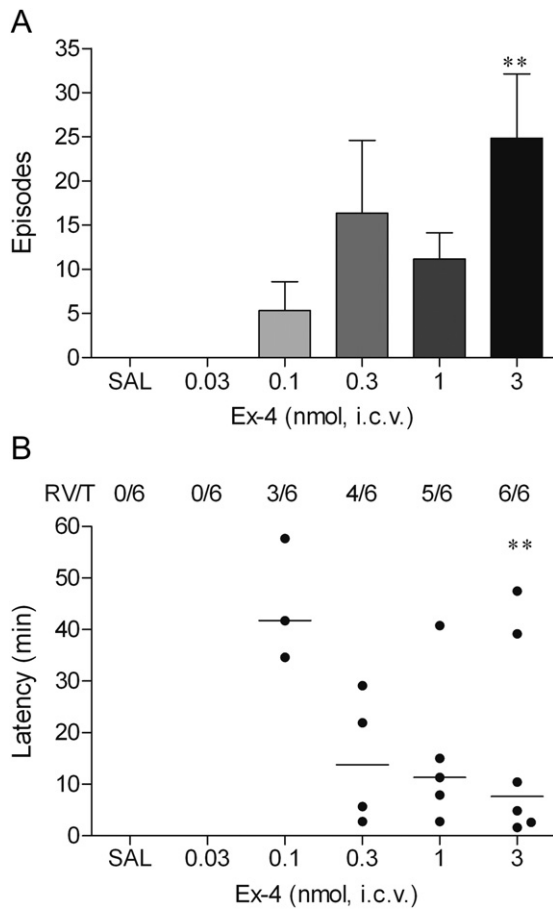 A
35
30
25
20
15
10
5
0
Episodes
**
SAL 0.03 0.1 0.3 1 3
Ex-4 (nmol, i.c.v.)
B
RV/T 0/6 0/6 3/6 4/6 5/6 6/6
60
50
40
30
20
10
0
Latency (min)
**
SAL 0.03 0.1 0.3 1 3
Ex-4 (nmol, i.c.v.)